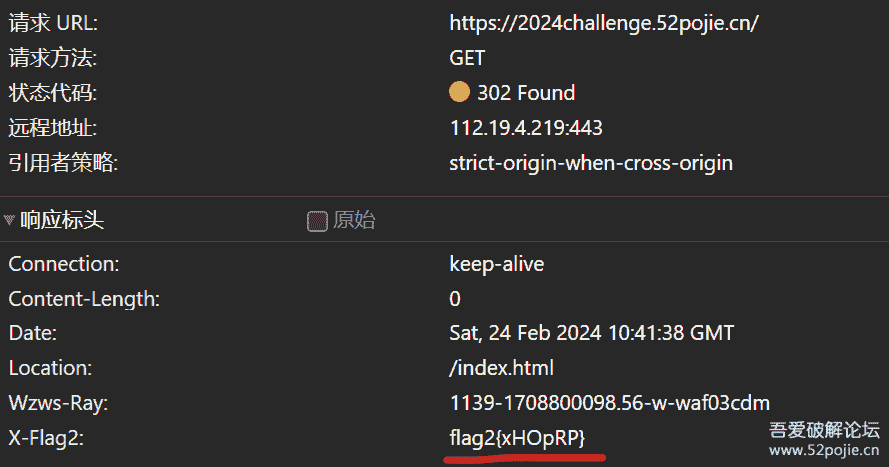 请求 URL: https://2024challenge.52pojie.cn/
请求方法: GET
状态代码: 302 Found
远程地址: 112.19.4.219:443
引用者策略: strict-origin-when-cross-origin
响应标头 原始
Connection: keep-alive
Content-Length: 0
Date: Sat, 24 Feb 2024 10:41:38 GMT
Location: /index.html
Wzws-Ray: 1139-1708800098.56-w-waf03cdm
X-Flag2: flag2{xHOpRP}
吾爱破解论坛
www.52pojie.cn